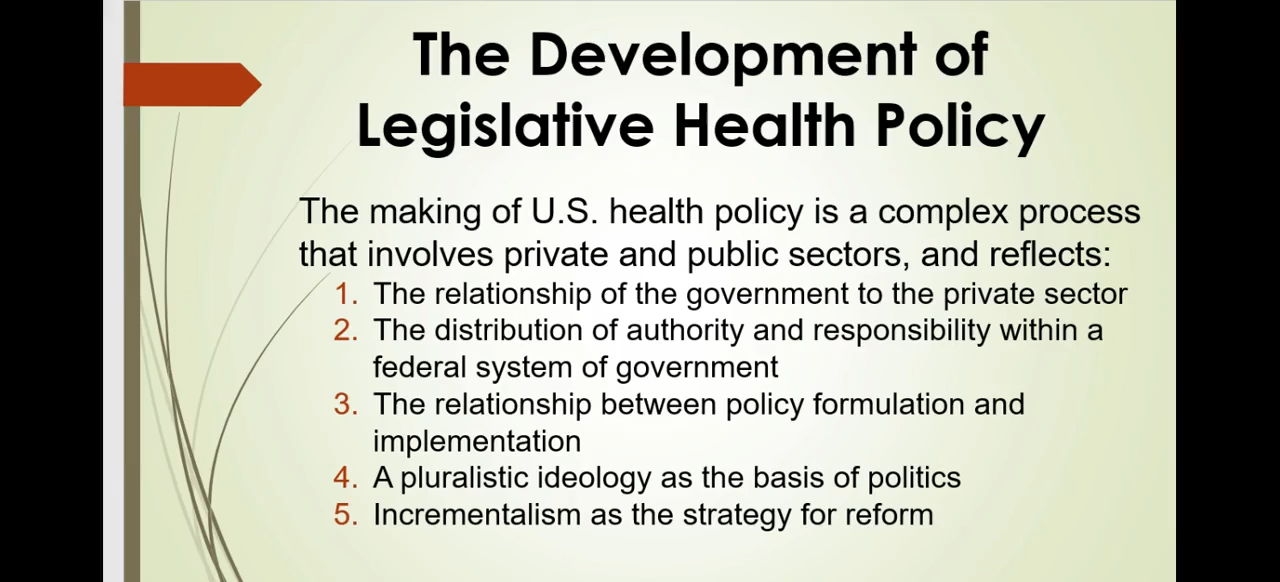 The Development of
Legislative Health Policy
The making of U.S. health policy is a complex process
that involves private and public sectors, and reflects:
1. The relationship of the government to the private sector
2. The distribution of authority and responsibility within a
federal system of government
3. The relationship between policy formulation and
implementation
4. A pluralistic ideology as the basis of politics
5. Incrementalism as the strategy for reform